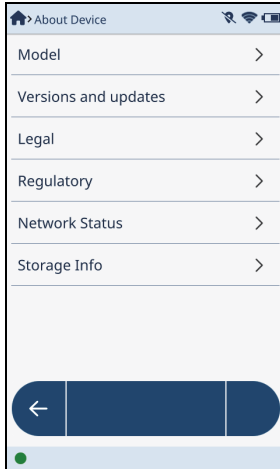 About Device
Model
Versions and updates
Legal
Regulatory
Network Status
Storage Info